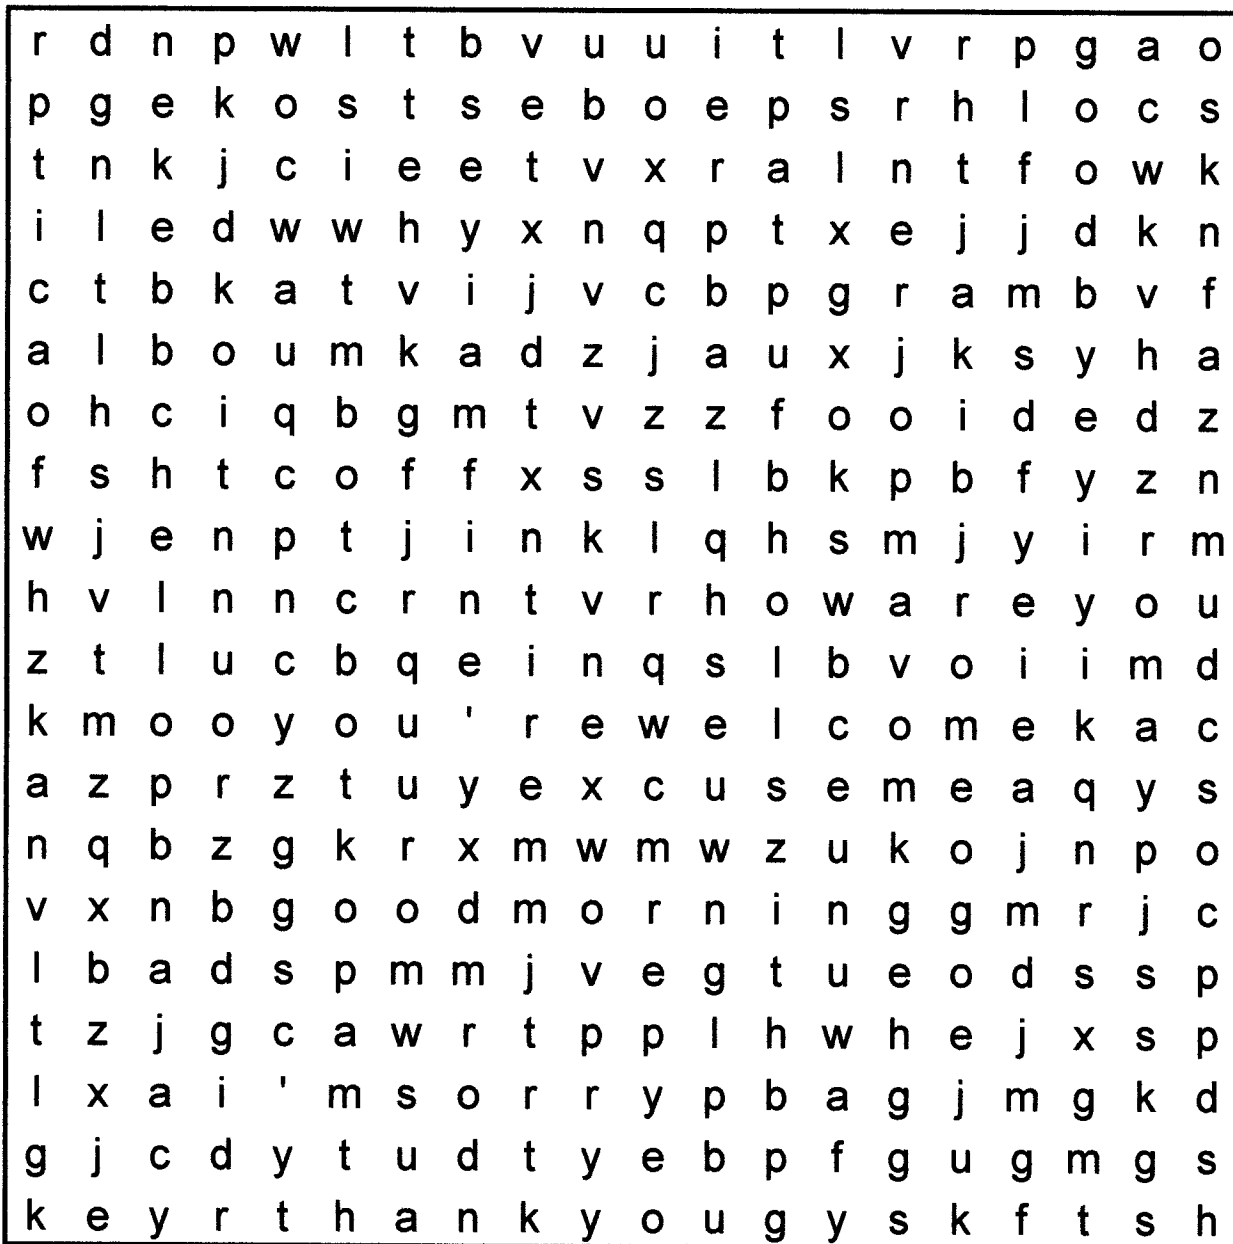 r d n p w l t b v u u i t l v r p g a o
p g e k o s t s e b o e p s r h l o c s
t n k j c i e e t v x r a l n t f o w k
i l e d w w h y x n q p t x e j j d k n
c t b k a t v i j v c b p g r a m b v f
a l b o u m k a d z j a u x j k s y h a
o h c i q b g m t v z z f o o i d e d z
f s h t c o f f x s s l b k p b f y z n
w j e n p t j i n k l q h s m j y i r m
h v l n n c r n t v r h o w a r e y o u
z t l u c b q e i n q s l b v o i i m d
k m o o y o u ' r e w e l c o m e k a c
a z p r z t u y e x c u s e m e a q y s
n q b z g k r x m w m w z u k o j n p o
v x n b g o o d m o r n i n g g m r j c
l b a d s p m m j v e g t u e o d s s p
t z j g c a w r t p p l h w h e j x s p
l x a i ' m s o r r y p b a g j m g k d
g j c d y t u d t y e b p f g u g m g s
k e y r t h a n k y o u g y s k f t s h